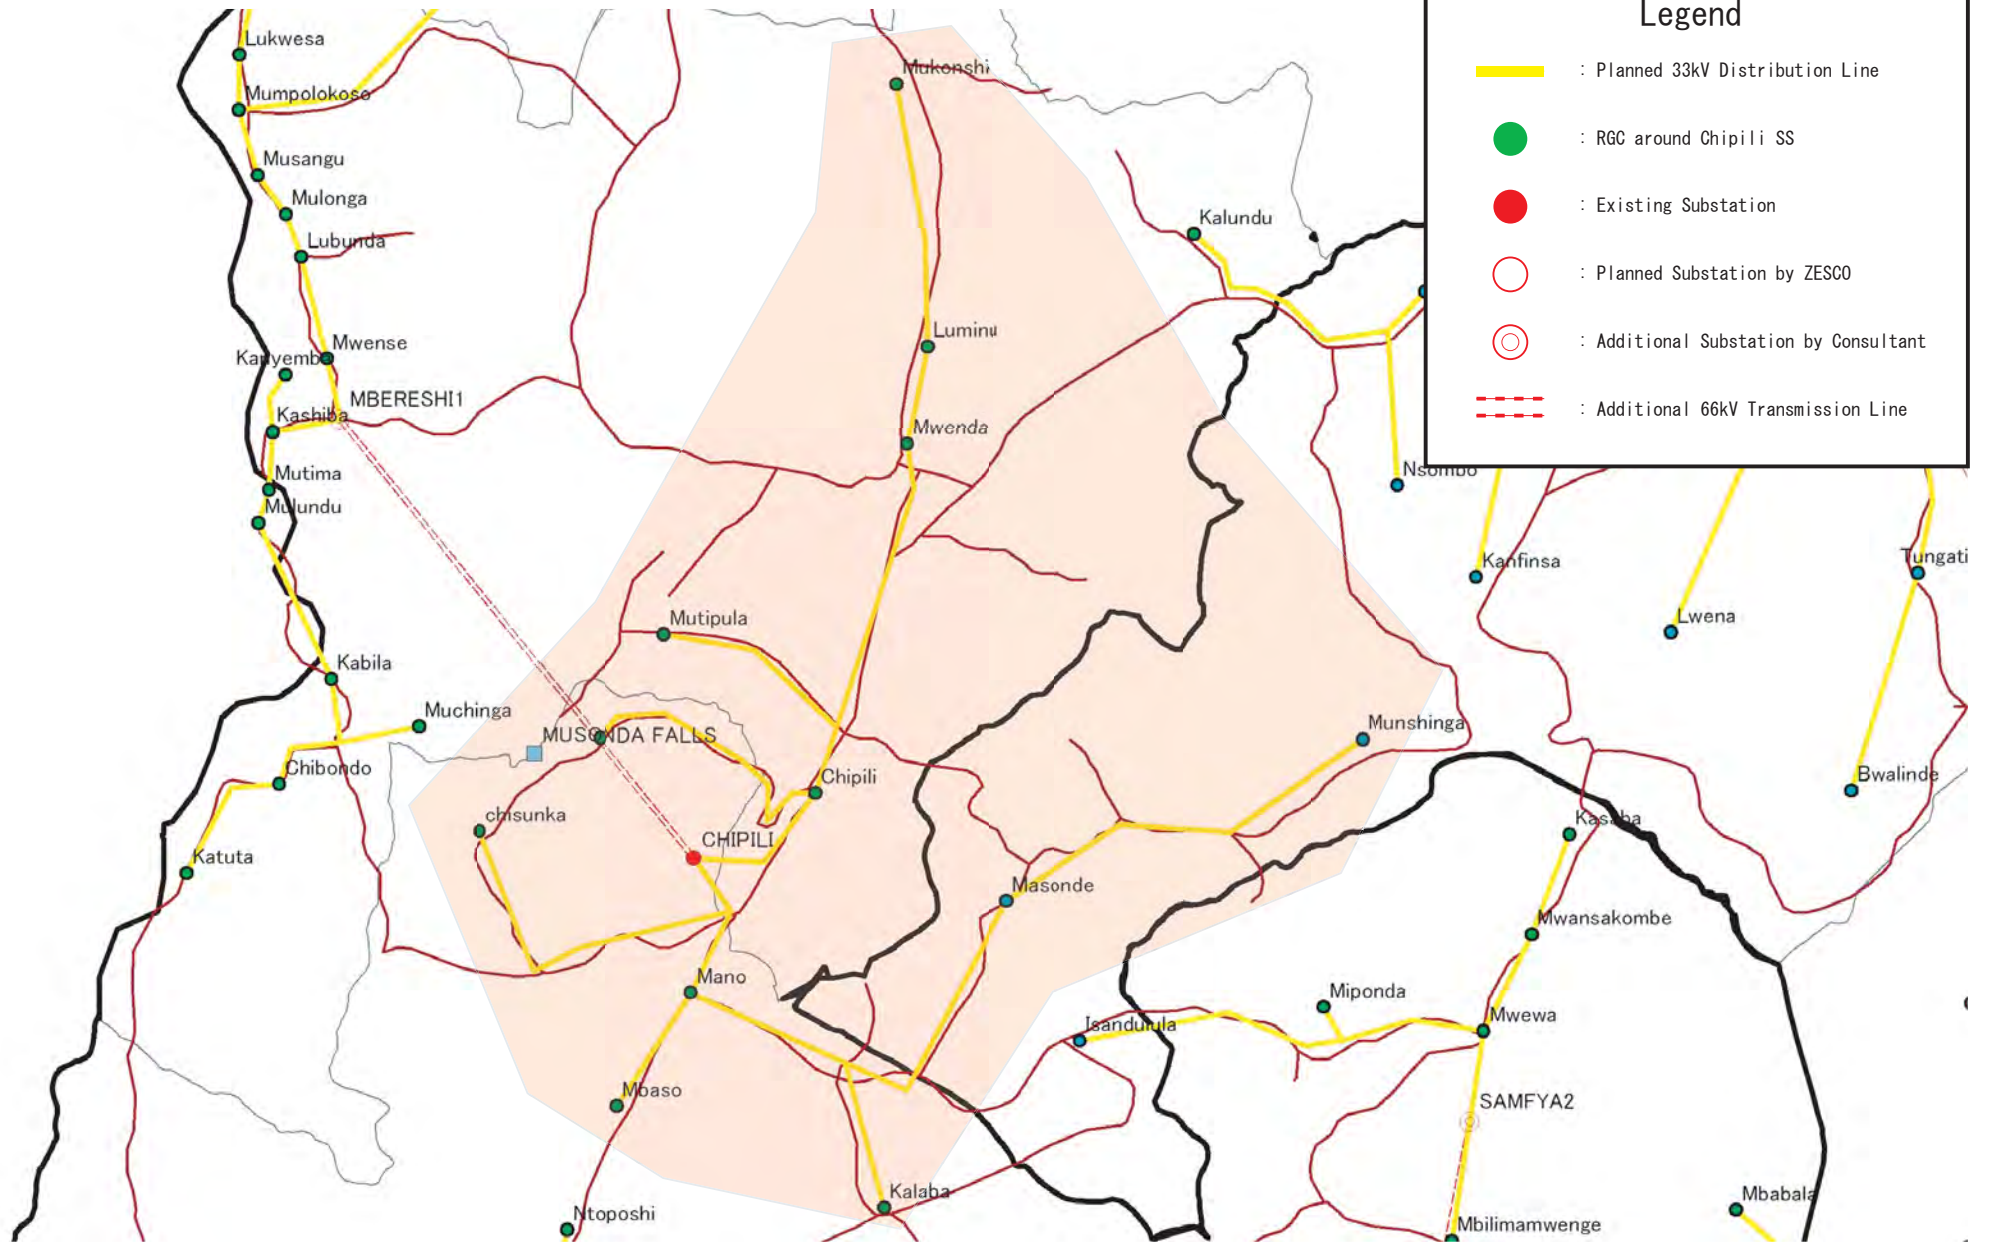 Legend
: Planned 33kV Distribution Line
: RGC around Chipili SS
: Existing Substation
: Planned Substation by ZESCO
: Additional Substation by Consultant
: Additional 66kV Transmission Line
Lukwesa
Mumpolokoso
Musangu
Mulonga
Lubunda
Mwense
Kanyemba
MBERESHI1
Kashiba
Mutima
Mulundu
Kabila
Muchinga
Chibondo
Katuta
Mukonshi
Kalundu
Luminu
Mwenda
Nsombo
Kanfinsa
Tungati
Lwena
Mutipula
MUSONDA FALLS
Munshinga
Chipili
Bwalinde
chisunka
CHIPILI
Kasaba
Masonde
Mwansakombe
Mano
Miponda
Mwewa
Isandulula
Mbaso
SAMFYA2
Kalaba
Mbabala
Ntoposhi
Mbilimamwenge